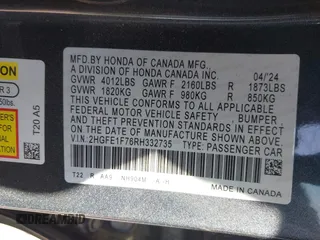 MFD. BY HONDA OF CANADA MFG.,
A DIVISION OF HONDA CANADA INC. 04/'24
GVWR 4012LBS GAWR F 2160LBS R 1873LBS
GVWR 1820KG GAWR F 980KG R 850KG
THIS VEHICLE CONFORMS TO ALL APPLICABLE
FEDERAL MOTOR VEHICLE SAFETY BUMPER
AND THEFT PREVENTION STANDARDS IN EFFECT
ON THE DATE OF MANUFACTURE SHOWN ABOVE.
V.I.N.: 2HGFE1F76RH332735 TYPE: PASSENGER CAR
T22 R AA0
MADE IN CANADA
T20 A5